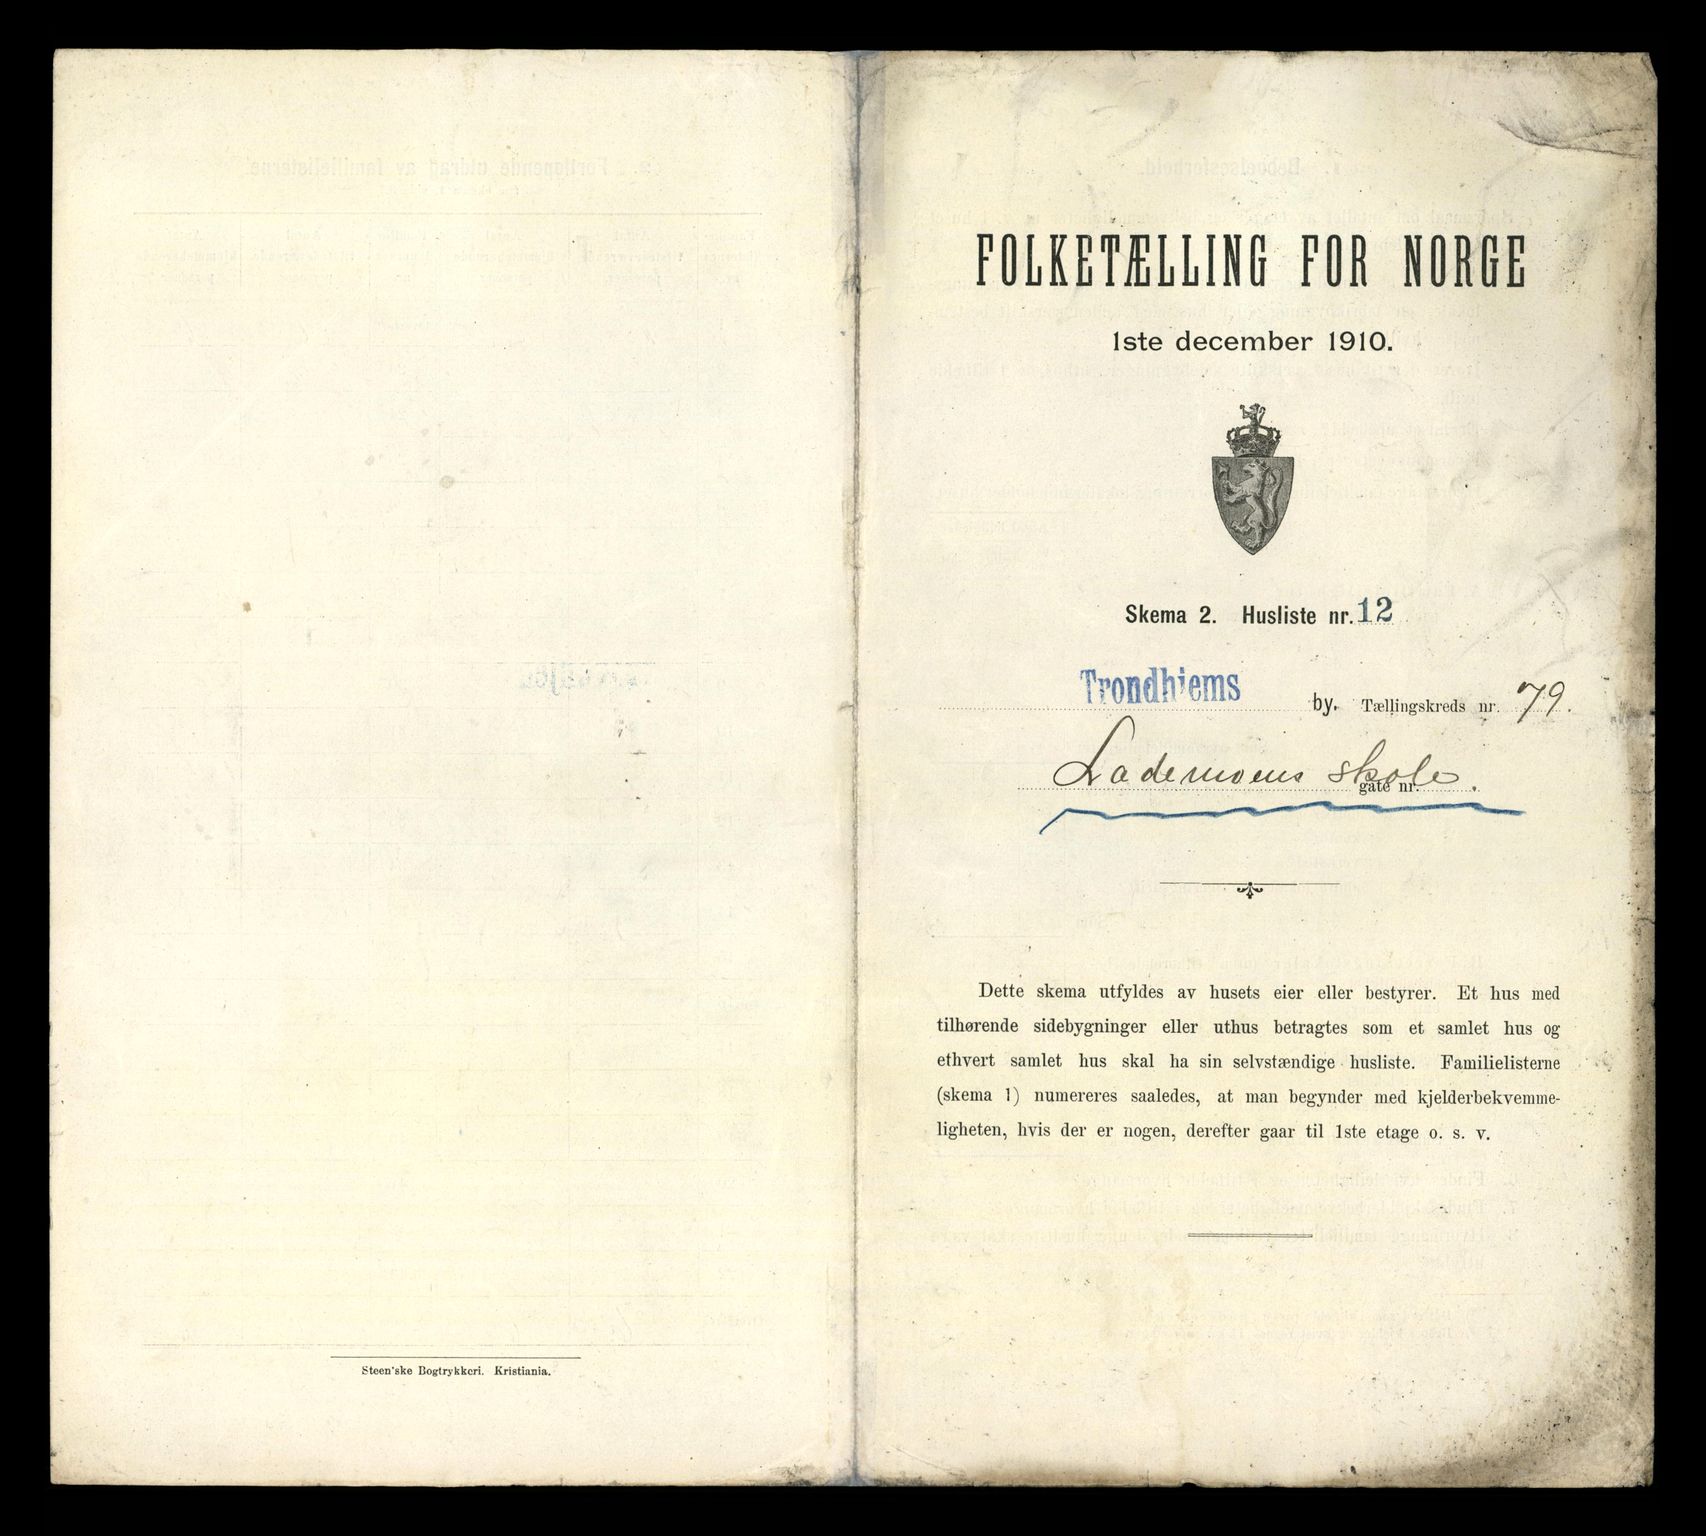 FOLKETÆLLING FOR NORGE
1ste december 1910.
Skema 2. Husliste nr. 12
Trondhjems by. Tællingskreds nr. 79.
Lademoens skole gate nr. .
Dette skema utfyldes av husets eier eller bestyrer. Et hus med
tilhørende sidebygninger eller uthus betragtes som et samlet hus og
ethvert samlet hus skal ha sin selvstændige husliste. Familielisterne
(skema 1) numereres saaledes, at man begynder med kjelderbekvemme-
ligheten, hvis der er nogen, derefter gaar til 1ste etage o. s. v.
Steen'ske Bogtrykkeri. Kristiania.